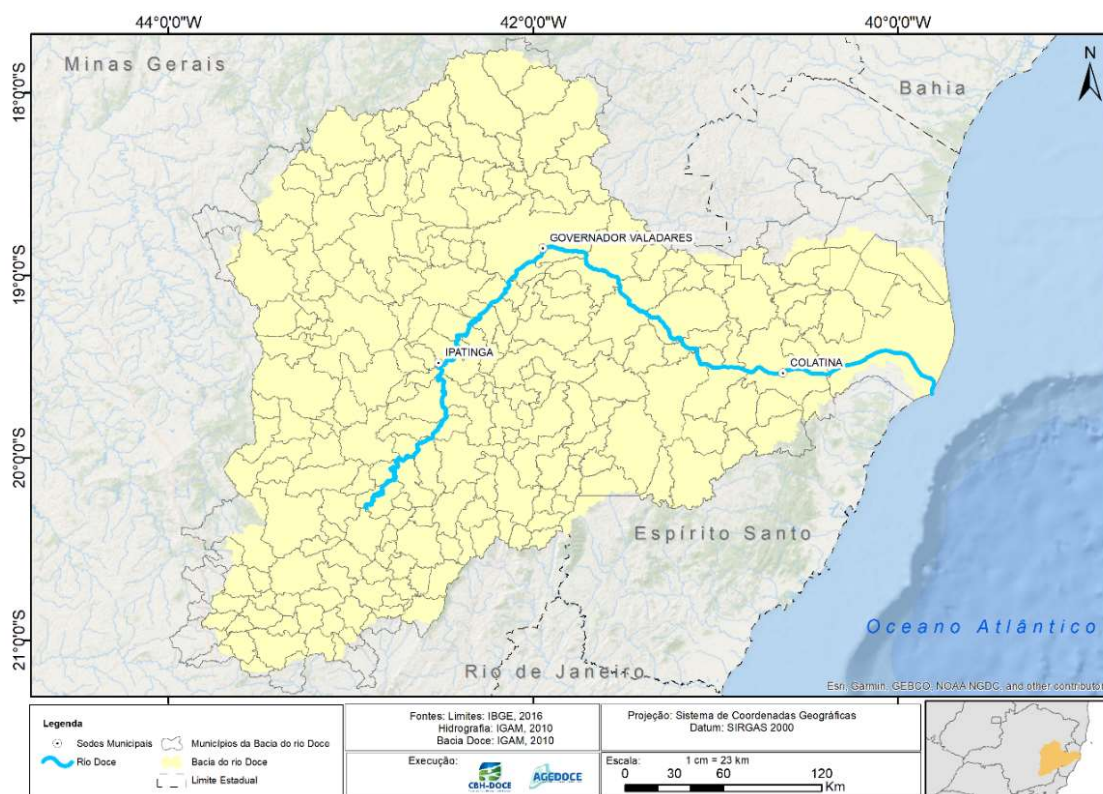 44°0'0"W 42°0'0"W 40°0'0"W
Minas Gerais
N
18°0'0"S
Bahia
GOVERNADOR VALADARES
19°0'0"S
IPATINGA
COLATINA
20°0'0"S
Espírito Santo
21°0'0"S
Oceano Atlântico
Rio de Janeiro
Esri, Garmin, GEBCO, NOAA NGDC, and other contributor
Legenda
Sodes Municipais
Municípios da Bacia do rio Doce
Rio Doce
Bacia do rio Doce
Limite Estadual
Fontes: Limites: IBGE, 2016
Hidrografia: IGAM, 2010
Bacia Doce: IGAM, 2010
Execução:
CBH-DOCE
AGEDOCE
Projeção: Sistema de Coordenadas Geográficas
Datum: SIRGAS 2000
Escala: 1 cm = 23 km
0 30 60 120
Km